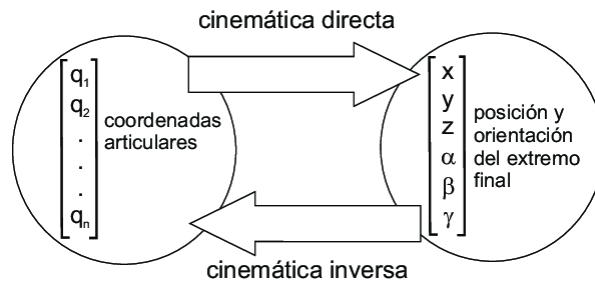 cinemática directa
q₁
q₂
.
.
.
qₙ
coordenadas
articulares
x
y
z
α
β
γ
posición y
orientación
del extremo
final
cinemática inversa